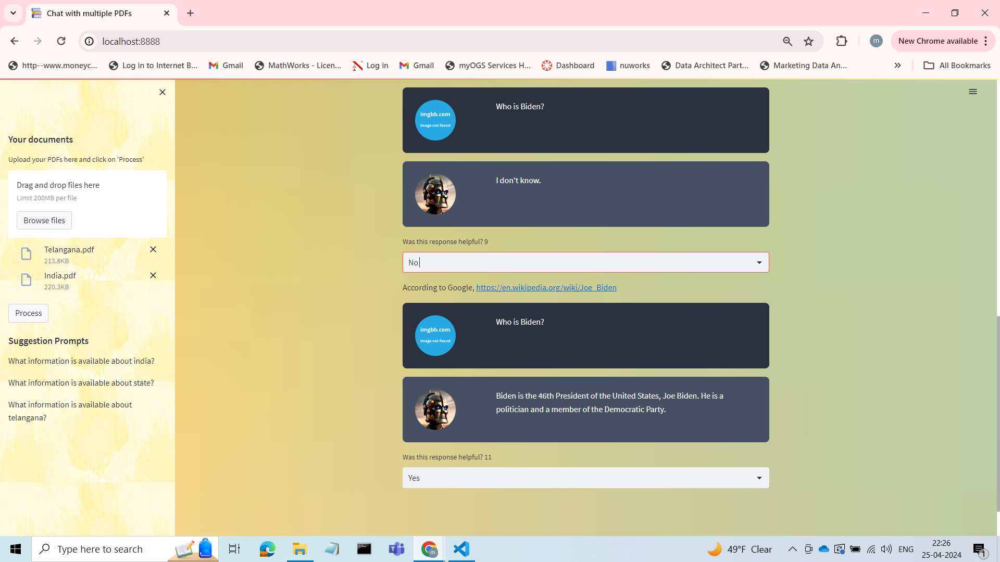 Chat with multiple PDFs
localhost:8888
m
New Chrome available
http--www.moneyc...
Log in to Internet B...
Gmail
MathWorks - Licen...
Log in
Gmail
myOGS Services H...
Dashboard
nuworks
Data Architect Part...
Marketing Data An...
All Bookmarks
Your documents
Upload your PDFs here and click on 'Process'
Drag and drop files here
Limit 200MB per file
Browse files
Telangana.pdf
213.8KB
India.pdf
220.3KB
Process
Suggestion Prompts
What information is available about india?
What information is available about state?
What information is available about
telangana?
imgbb.com
image not found
Who is Biden?
I don't know.
Was this response helpful? 9
No
According to Google, https://en.wikipedia.org/wiki/Joe_Biden
imgbb.com
image not found
Who is Biden?
Biden is the 46th President of the United States, Joe Biden. He is a
politician and a member of the Democratic Party.
Was this response helpful? 11
Yes
Type here to search
m
49°F Clear
ENG
22:26
25-04-2024
1